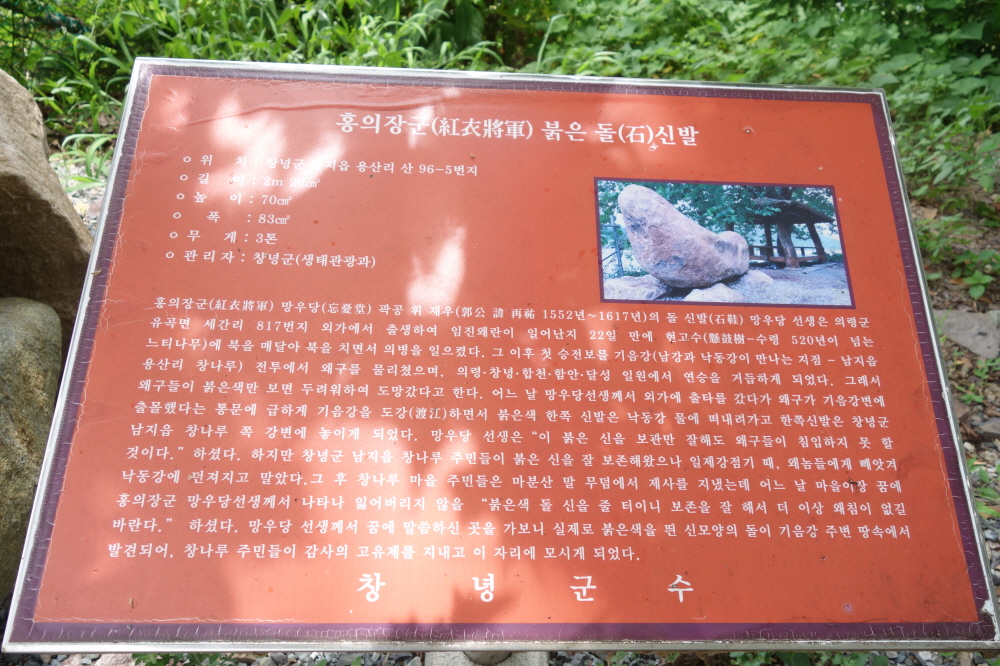 홍의장군(紅衣將軍) 붉은 돌(石)신발
○ 위 치 : 창녕군 남지읍 용산리 산 96-5번지
○ 길 이 : 2m 20㎝
○ 높 이 : 70㎠
○ 폭 : 83㎠
○ 무 게 : 3톤
○ 관 리 자 : 창녕군(생태관광과)
홍의장군(紅衣將軍) 망우당(忘憂堂) 곽공 휘 재우(郭公 諱 再祐 1552년~1617년)의 돌 신발(石鞋) 망우당 선생은 의령군
유곡면 세간리 817번지 외가에서 출생하여 임진왜란이 일어난지 22일 만에 현고수(懸鼓樹-수령 520년이 넘는
느티나무)에 북을 매달아 북을 치면서 의병을 일으켰다. 그 이후 첫 승전보를 기음강(남강과 낙동강이 만나는 지점 - 남지읍
용산리 창나루) 전투에서 왜구를 물리쳤으며, 의령·창녕·합천·함안·달성 일원에서 연승을 거듭하게 되었다. 그래서
왜구들이 붉은색만 보면 두려워하여 도망갔다고 한다. 어느 날 망우당선생께서 외가에 출타를 갔다가 왜구가 기음강변에
출몰했다는 통문에 급하게 기음강을 도강(渡江)하면서 붉은색 한쪽 신발은 낙동강 물에 떠내려가고 한쪽신발은 창녕군
남지읍 창나루 쪽 강변에 놓이게 되었다. 망우당 선생은 “이 붉은 신을 보관만 잘해도 왜구들이 침입하지 못 할
것이다.” 하셨다. 하지만 창녕군 남지읍 창나루 주민들이 붉은 신을 잘 보존해왔으나 일제강점기 때, 왜놈들에게 빼앗겨
낙동강에 던져지고 말았다.그 후 창나루 마을 주민들은 마분산 말 무덤에서 제사를 지냈는데 어느 날 마을이장 꿈에
홍의장군 망우당선생께서 나타나 잃어버리지 않을 “붉은색 돌 신을 줄 터이니 보존을 잘 해서 더 이상 왜침이 없길
바란다.” 하셨다. 망우당 선생께서 꿈에 말씀하신 곳을 가보니 실제로 붉은색을 띈 신모양의 돌이 기음강 주변 땅속에서
발견되어, 창나루 주민들이 감사의 고유제를 지내고 이 자리에 모시게 되었다.
창 녕 군 수